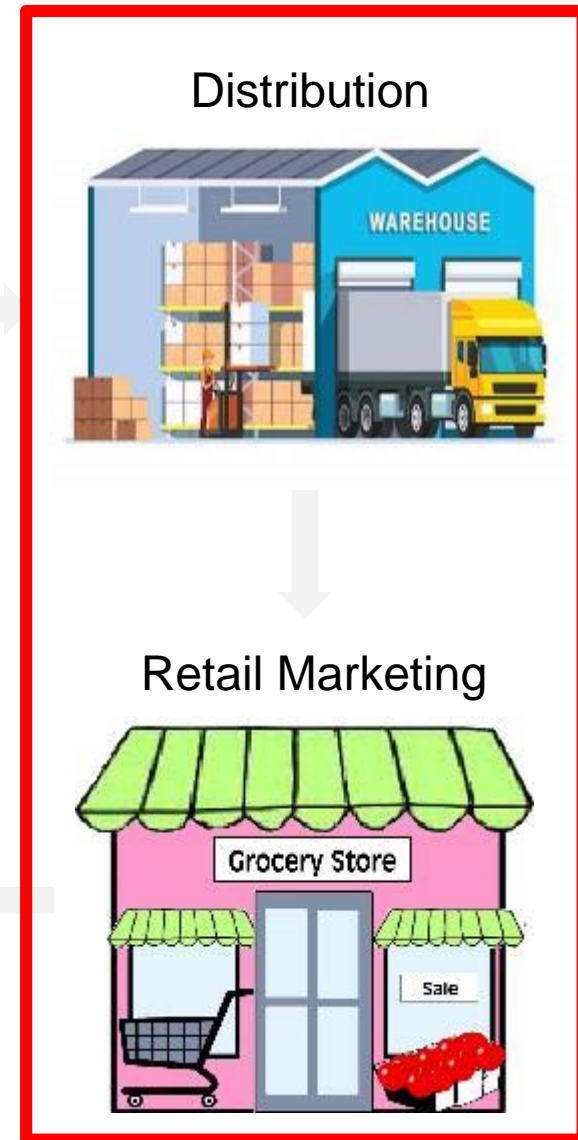 Distribution
WAREHOUSE
Retail Marketing
Grocery Store
Sale